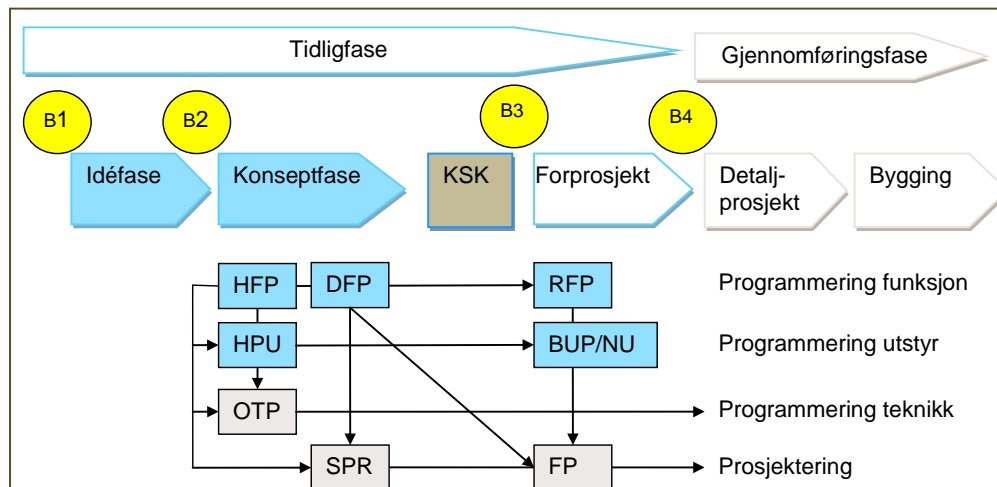 Tidligfase
Gjennomføringsfase
B1
B2
B3
B4
Idéfase
Konseptfase
KSK
Forprosjekt
Detalj-
prosjekt
Bygging
HFP
DFP
RFP
Programmering funksjon
HPU
BUP/NU
Programmering utstyr
OTP
Programmering teknikk
SPR
FP
Prosjektering